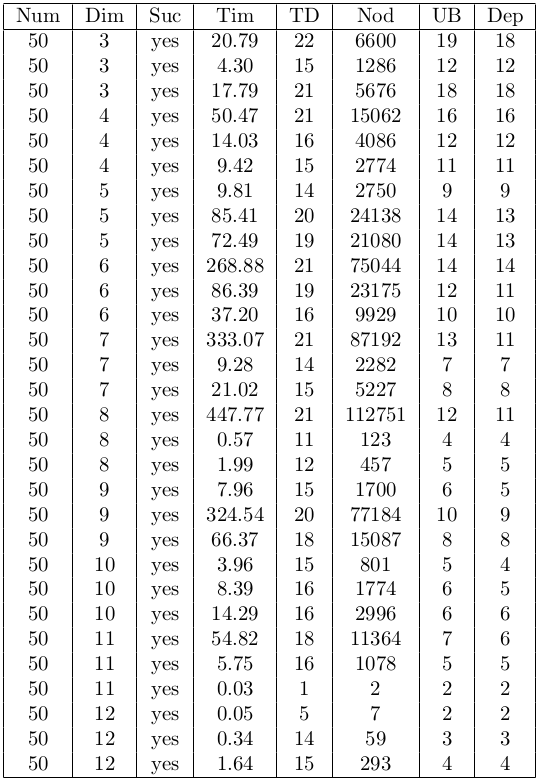 Num Dim Suc Tim TD Nod UB Dep
50 3 yes 20.79 22 6600 19 18
50 3 yes 4.30 15 1286 12 12
50 3 yes 17.79 21 5676 18 18
50 4 yes 50.47 21 15062 16 16
50 4 yes 14.03 16 4086 12 12
50 4 yes 9.42 15 2774 11 11
50 5 yes 9.81 14 2750 9 9
50 5 yes 85.41 20 24138 14 13
50 5 yes 72.49 19 21080 14 13
50 6 yes 268.88 21 75044 14 14
50 6 yes 86.39 19 23175 12 11
50 6 yes 37.20 16 9929 10 10
50 7 yes 333.07 21 87192 13 11
50 7 yes 9.28 14 2282 7 7
50 7 yes 21.02 15 5227 8 8
50 8 yes 447.77 21 112751 12 11
50 8 yes 0.57 11 123 4 4
50 8 yes 1.99 12 457 5 5
50 9 yes 7.96 15 1700 6 5
50 9 yes 324.54 20 77184 10 9
50 9 yes 66.37 18 15087 8 8
50 10 yes 3.96 15 801 5 4
50 10 yes 8.39 16 1774 6 5
50 10 yes 14.29 16 2996 6 6
50 11 yes 54.82 18 11364 7 6
50 11 yes 5.75 16 1078 5 5
50 11 yes 0.03 1 2 2 2
50 12 yes 0.05 5 7 2 2
50 12 yes 0.34 14 59 3 3
50 12 yes 1.64 15 293 4 4